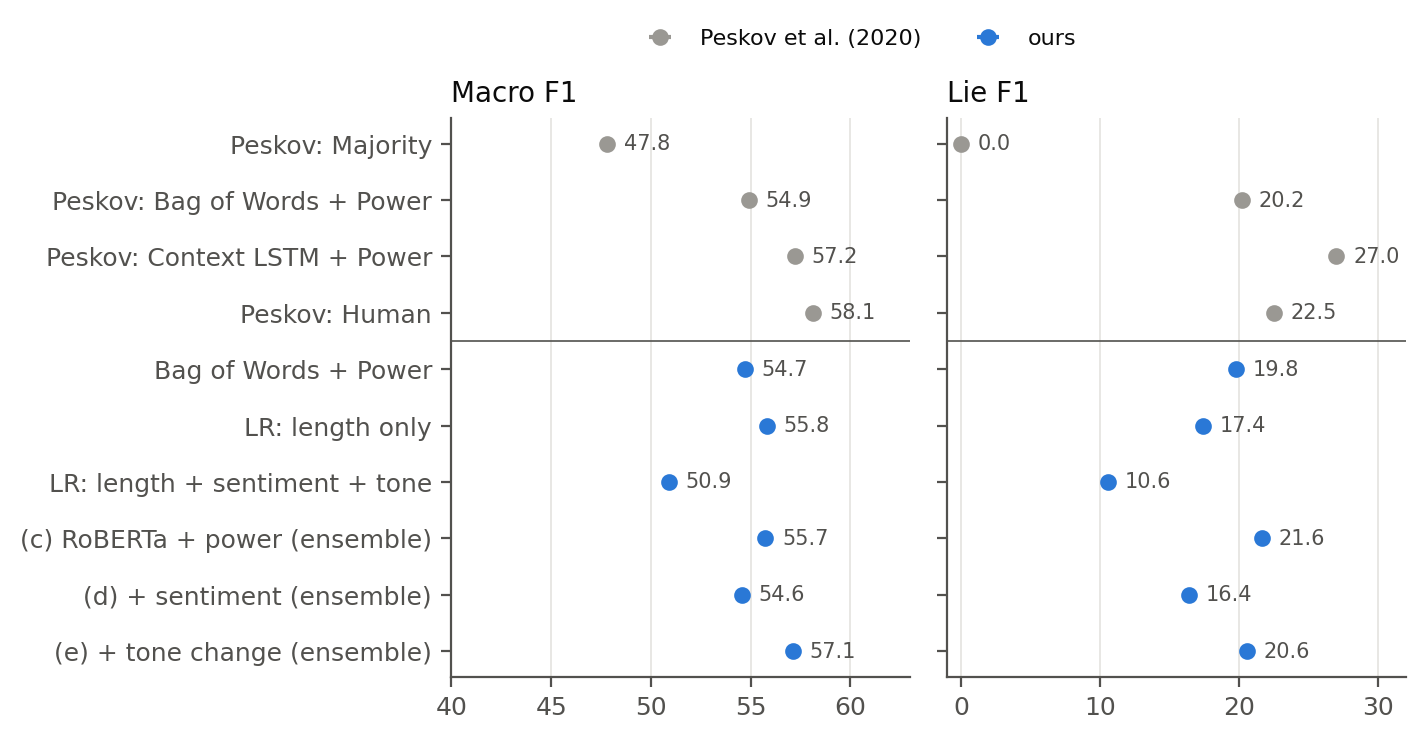 Peskov et al. (2020) ours
Macro F1 Lie F1
Peskov: Majority 47.8 0.0
Peskov: Bag of Words + Power 54.9 20.2
Peskov: Context LSTM + Power 57.2 27.0
Peskov: Human 58.1 22.5
Bag of Words + Power 54.7 19.8
LR: length only 55.8 17.4
LR: length + sentiment + tone 50.9 10.6
(c) RoBERTa + power (ensemble) 55.7 21.6
(d) + sentiment (ensemble) 54.6 16.4
(e) + tone change (ensemble) 57.1 20.6
40 45 50 55 60 0 10 20 30